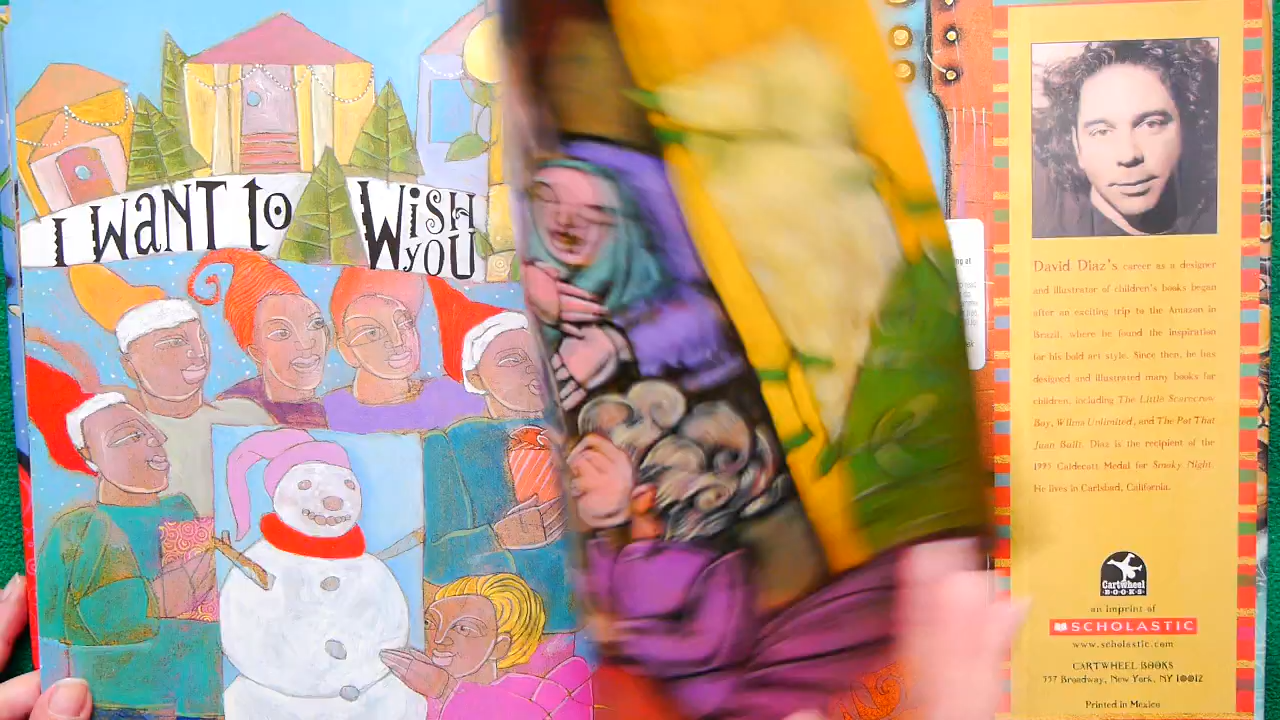 I WANT to WiSH
YOU
David Diaz's career as a designer
and illustrator of children's books began
after an exciting trip to the Amazon in
Brazil, where he found the inspiration
for his bold art style. Since then, he has
designed and illustrated many books for
children, including The Little Scarecrow
Boy, Wilma Unlimited, and The Pot That
Juan Built. Diaz is the recipient of the
1995 Caldecott Medal for Smoky Night.
He lives in Carlsbad, California.
Cartwheel
BOOKS
an imprint of
SCHOLASTIC
www.scholastic.com
CARTWHEEL BOOKS
557 Broadway, New York, NY 10012
Printed in Mexico